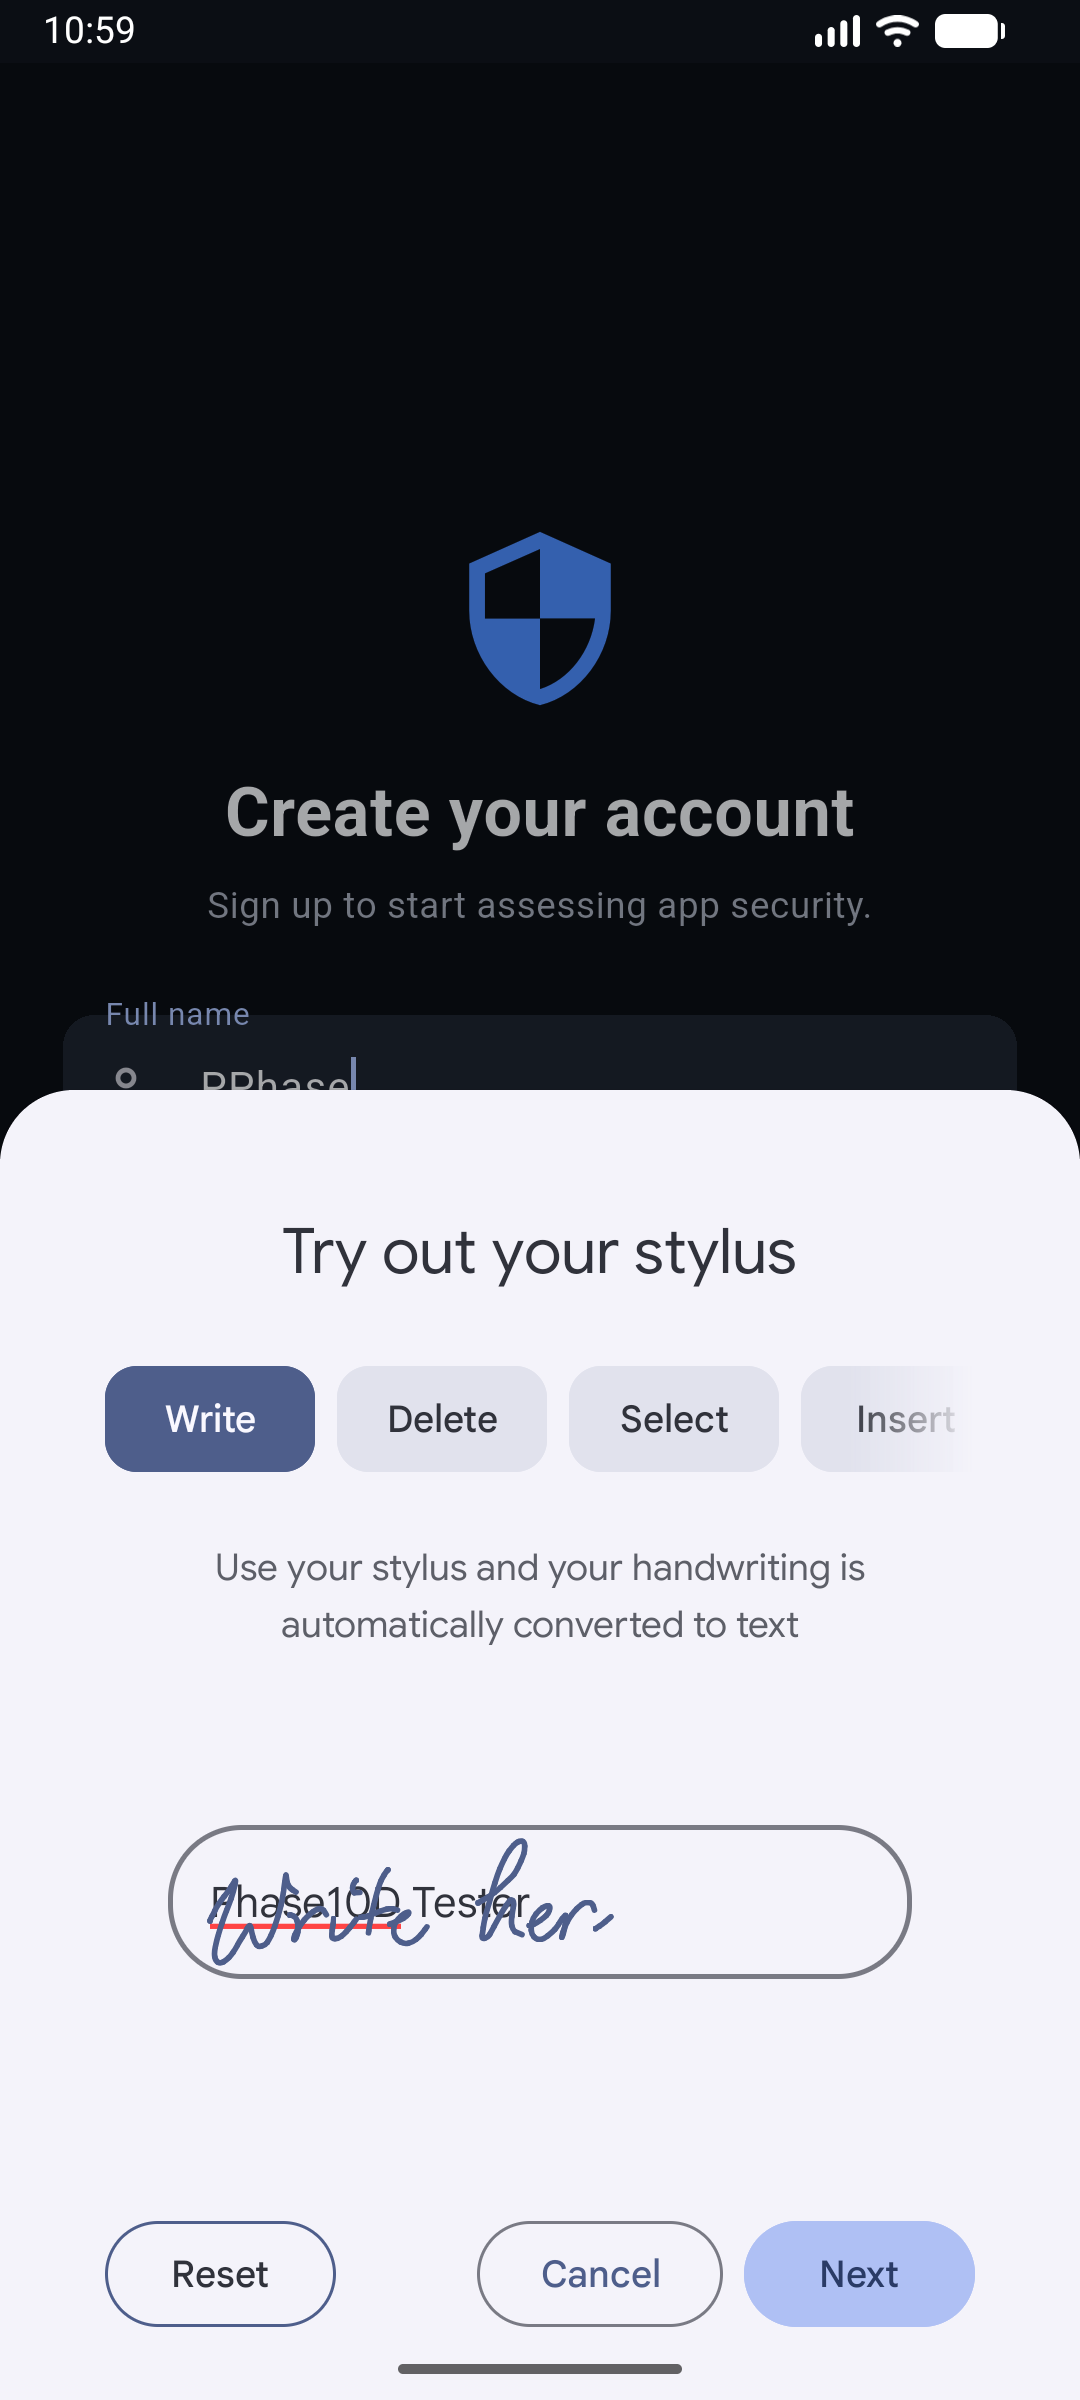 10:59
Create your account
Sign up to start assessing app security.
Full name
PPhase
Try out your stylus
Write Delete Select Insert
Use your stylus and your handwriting is
automatically converted to text
Phase10D Tester
Write her
Reset Cancel Next